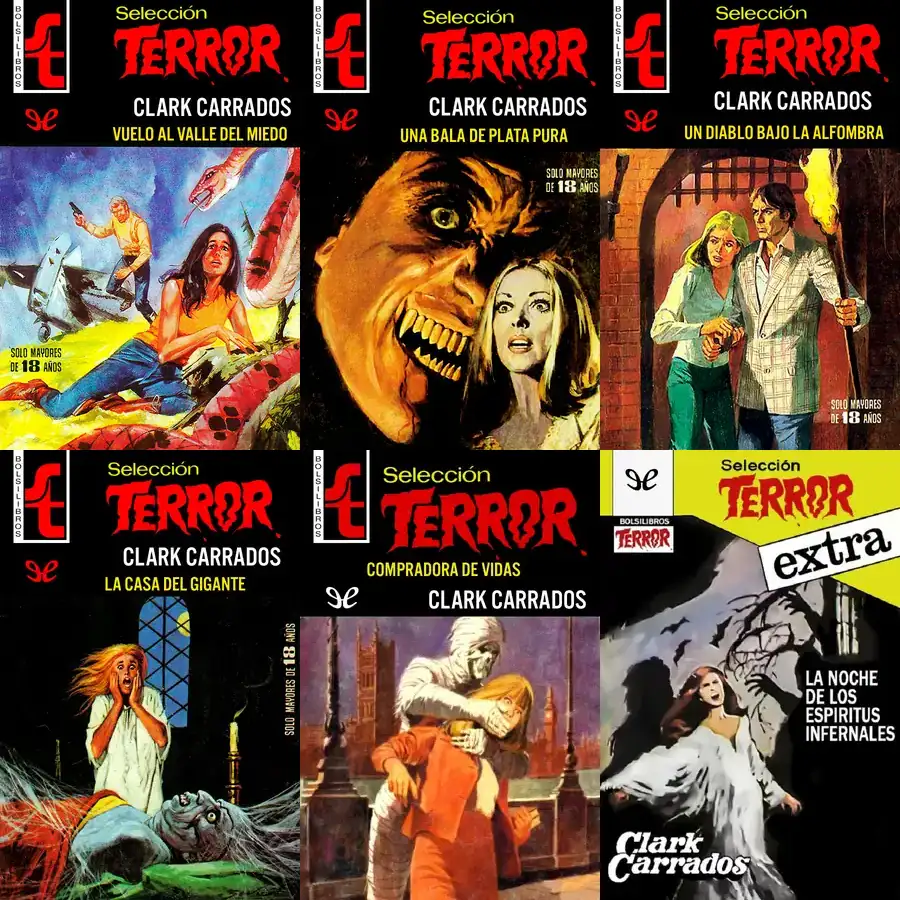 BOLSILIBROS
Selección
TERROR
CLARK CARRADOS
VUELO AL VALLE DEL MIEDO
SOLO MAYORES
DE 18 AÑOS
BOLSILIBROS
Selección
TERROR
CLARK CARRADOS
UNA BALA DE PLATA PURA
SOLO MAYORES
DE 18 AÑOS
BOLSILIBROS
Selección
TERROR
CLARK CARRADOS
UN DIABLO BAJO LA ALFOMBRA
SOLO MAYORES
DE 18 AÑOS
BOLSILIBROS
Selección
TERROR
CLARK CARRADOS
LA CASA DEL GIGANTE
SOLO MAYORES DE 18 AÑOS
BOLSILIBROS
Selección
TERROR
COMPRADORA DE VIDAS
CLARK CARRADOS
Selección
TERROR
extra
BOLSILIBROS
TERROR
LA NOCHE
DE LOS
ESPIRITUS
INFERNALES
Clark
Carrados